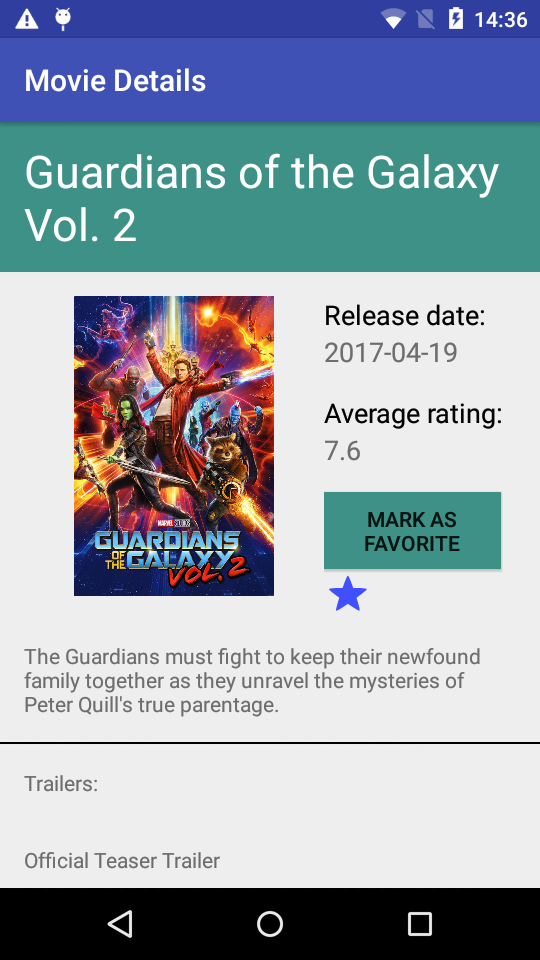 14:36
Movie Details
Guardians of the Galaxy
Vol. 2
MARVEL STUDIOS
GUARDIANS
OF THE GALAXY
VOL. 2
Release date:
2017-04-19
Average rating:
7.6
MARK AS
FAVORITE
The Guardians must fight to keep their newfound
family together as they unravel the mysteries of
Peter Quill's true parentage.
Trailers:
Official Teaser Trailer